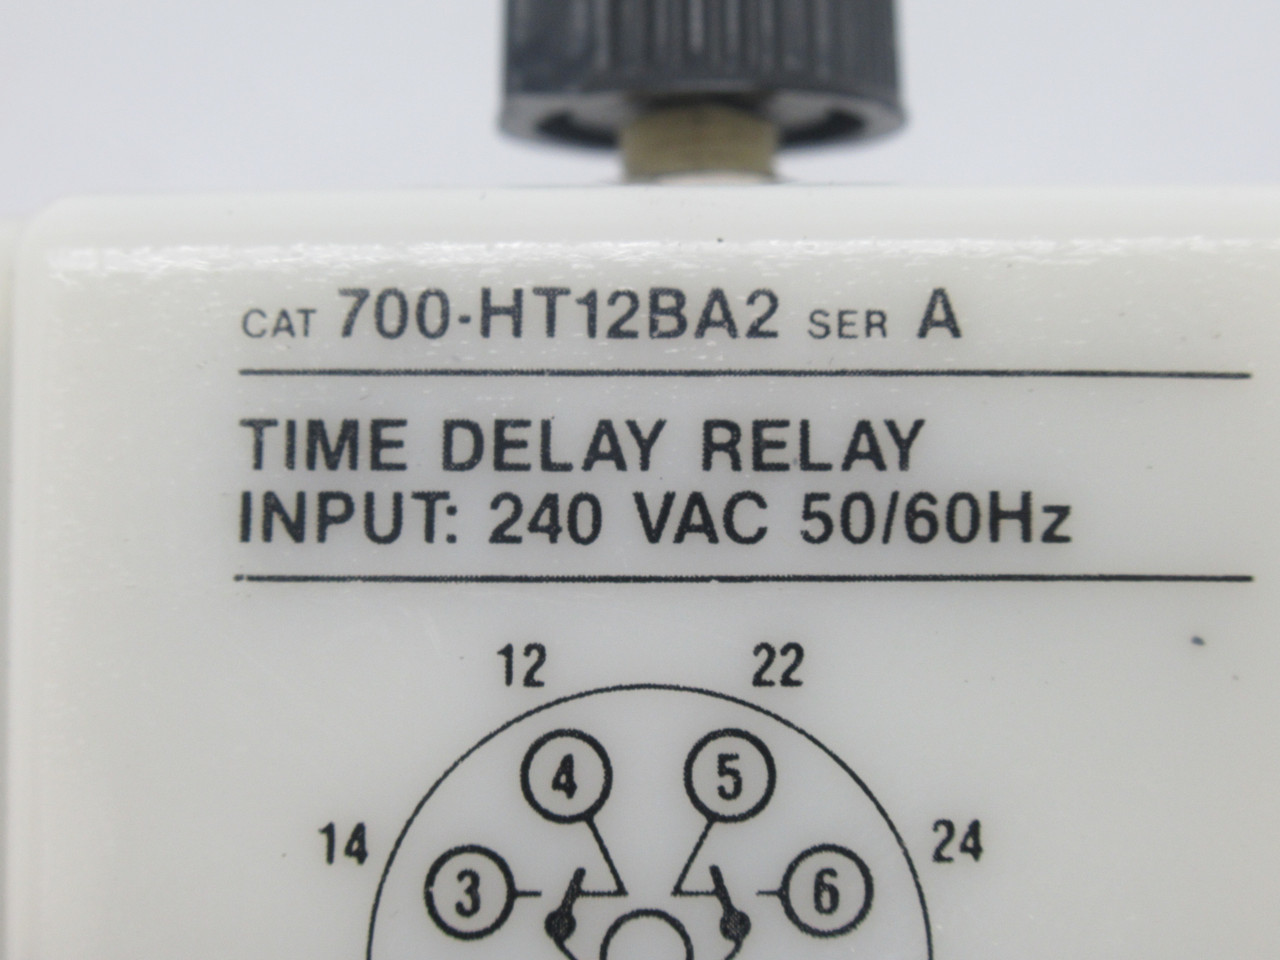 CAT 700-HT12BA2 SER A
TIME DELAY RELAY
INPUT: 240 VAC 50/60Hz
12 22
4 5
14 24
3 6